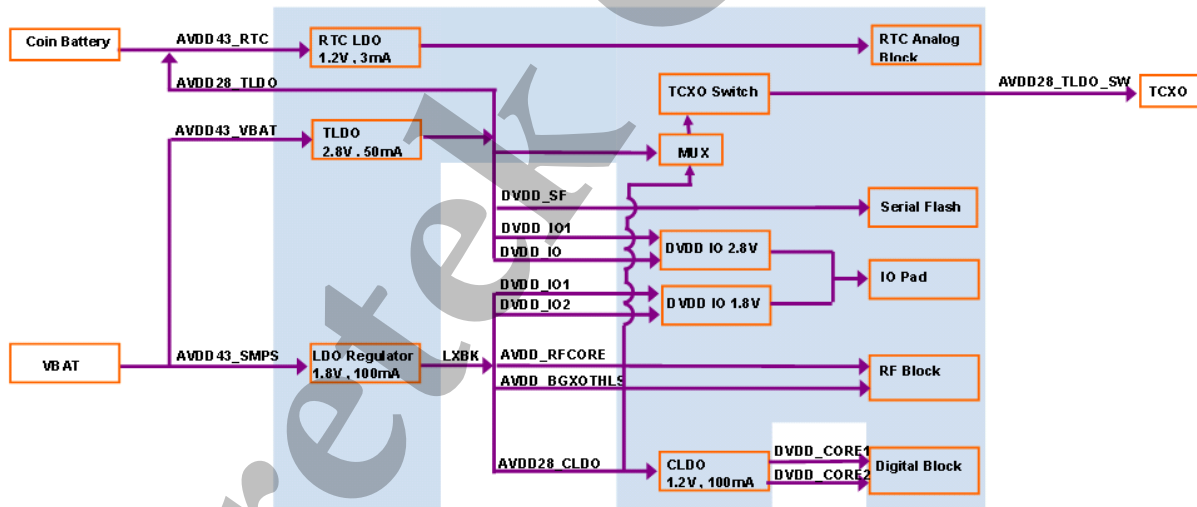 Coin Battery
AVDD43_RTC
RTC LDO
1.2V , 3mA
RTC Analog
Block
AVDD28_TLDO
TCXO Switch
AVDD28_TLDO_SW
TCXO
AVDD43_VBAT
TLDO
2.8V . 50mA
MUX
DVDD_SF
Serial Flash
DVDD_IO1
DVDD_IO
DVDD IO 2.8V
IO Pad
DVDD_IO1
DVDD_IO2
DVDD IO 1.8V
VBAT
AVDD43_SMPS
LDO Regulator
1.8V , 100mA
LXBK
AVDD_RFCORE
AVDD_BGXOTHLS
RF Block
AVDD28_CLDO
CLDO
1.2V , 100mA
DVDD_CORE1
DVDD_CORE2
Digital Block